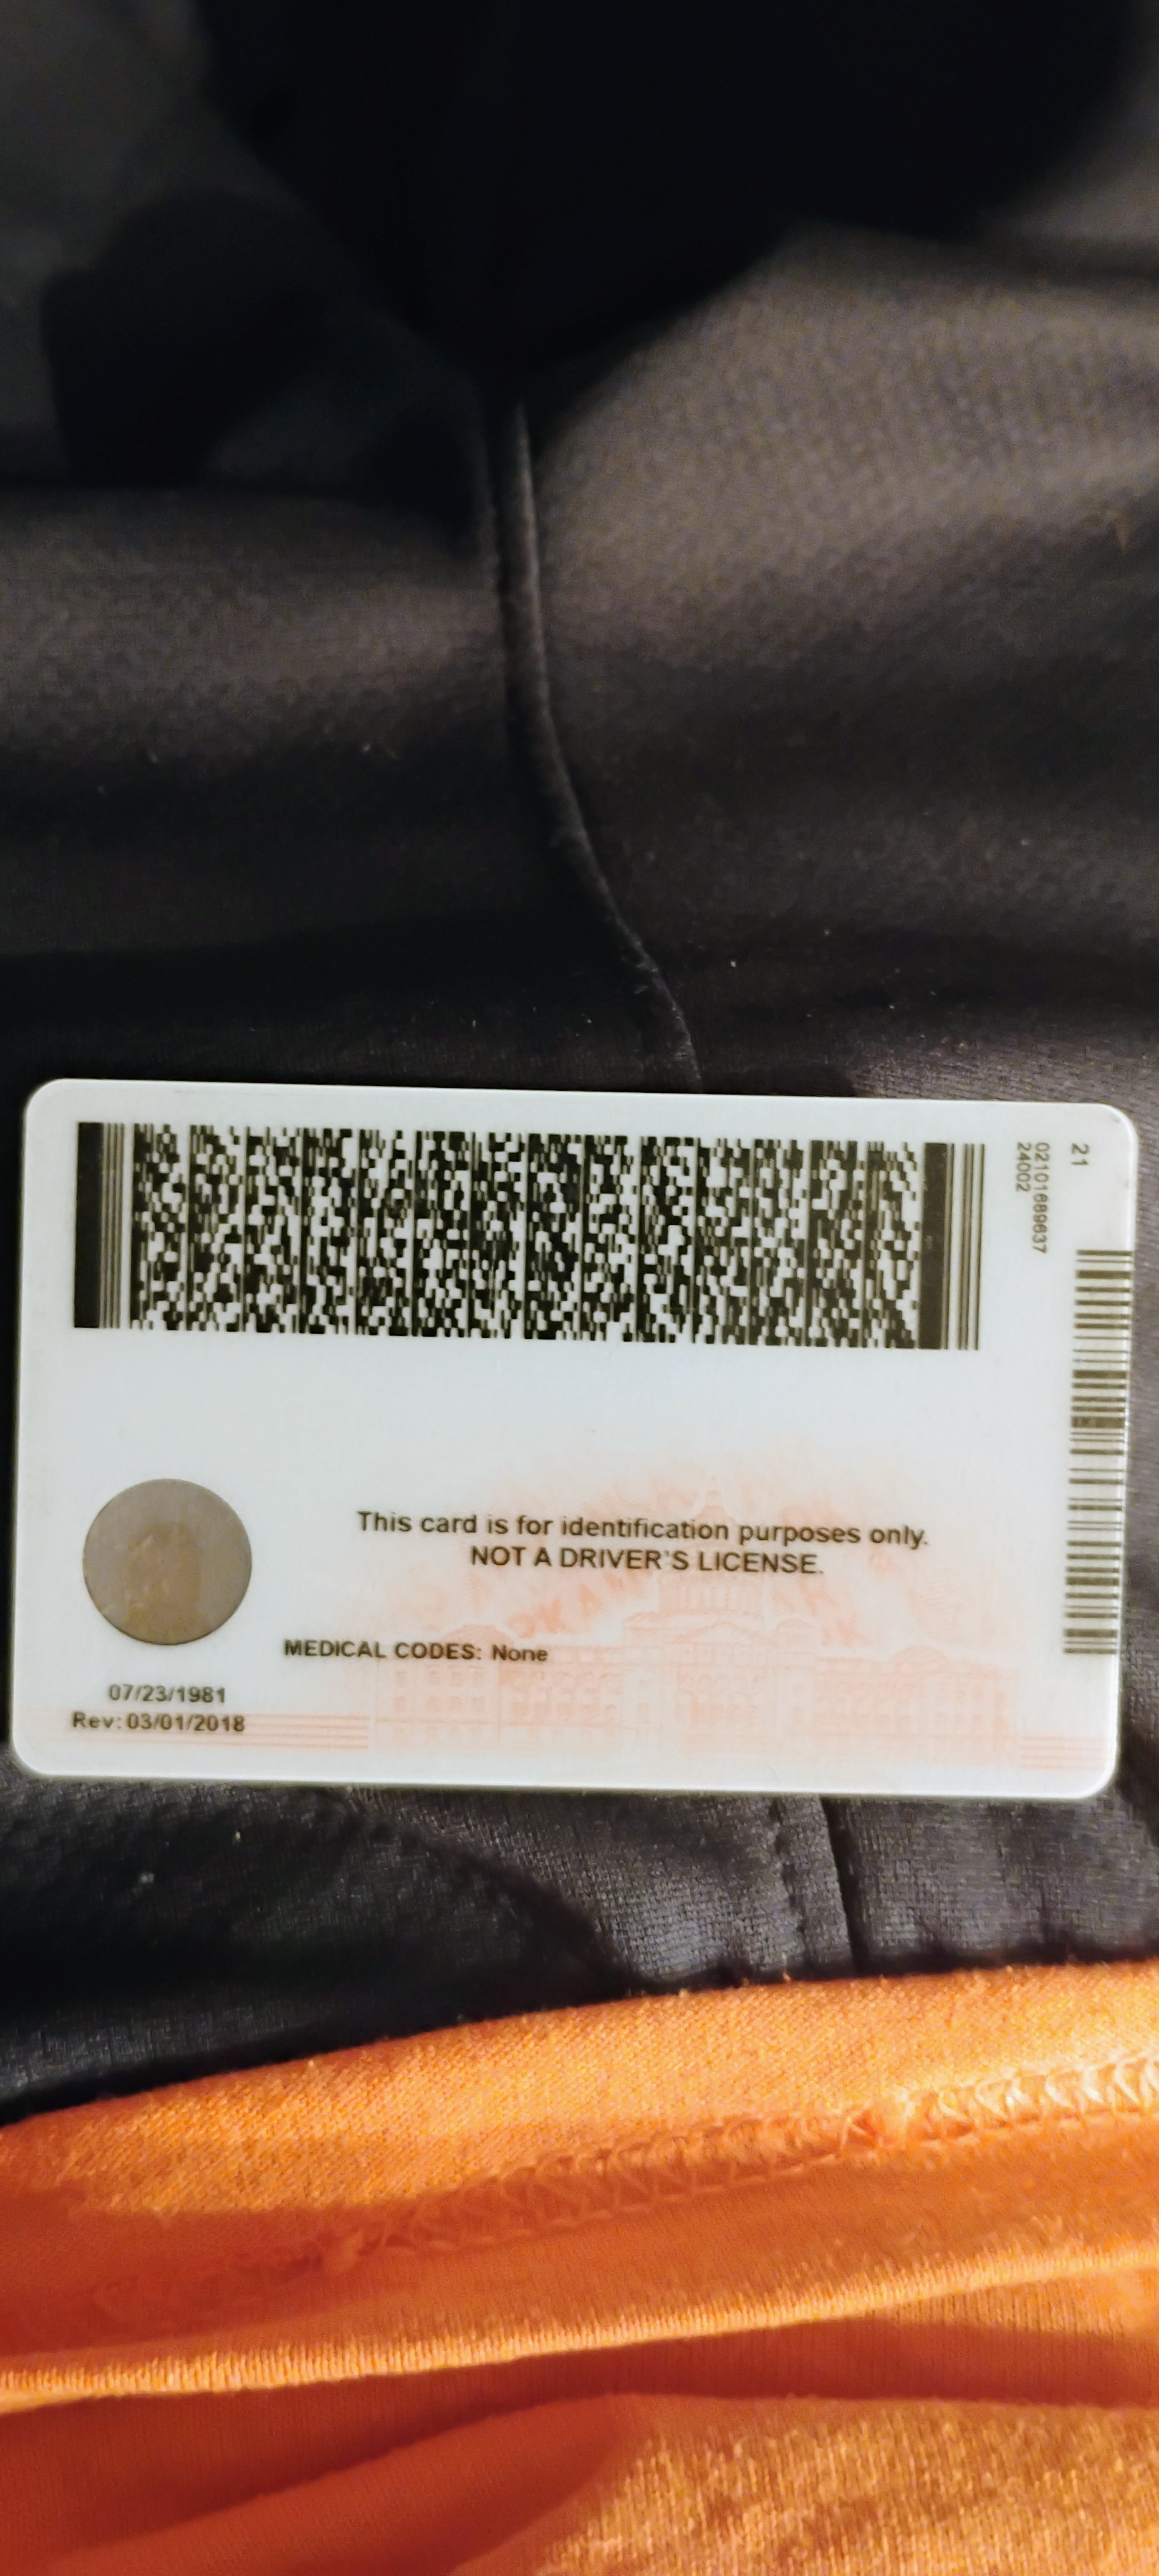 21
02101689637
24002
This card is for identification purposes only.
NOT A DRIVER'S LICENSE.
MEDICAL CODES: None
07/23/1981
Rev: 03/01/2018